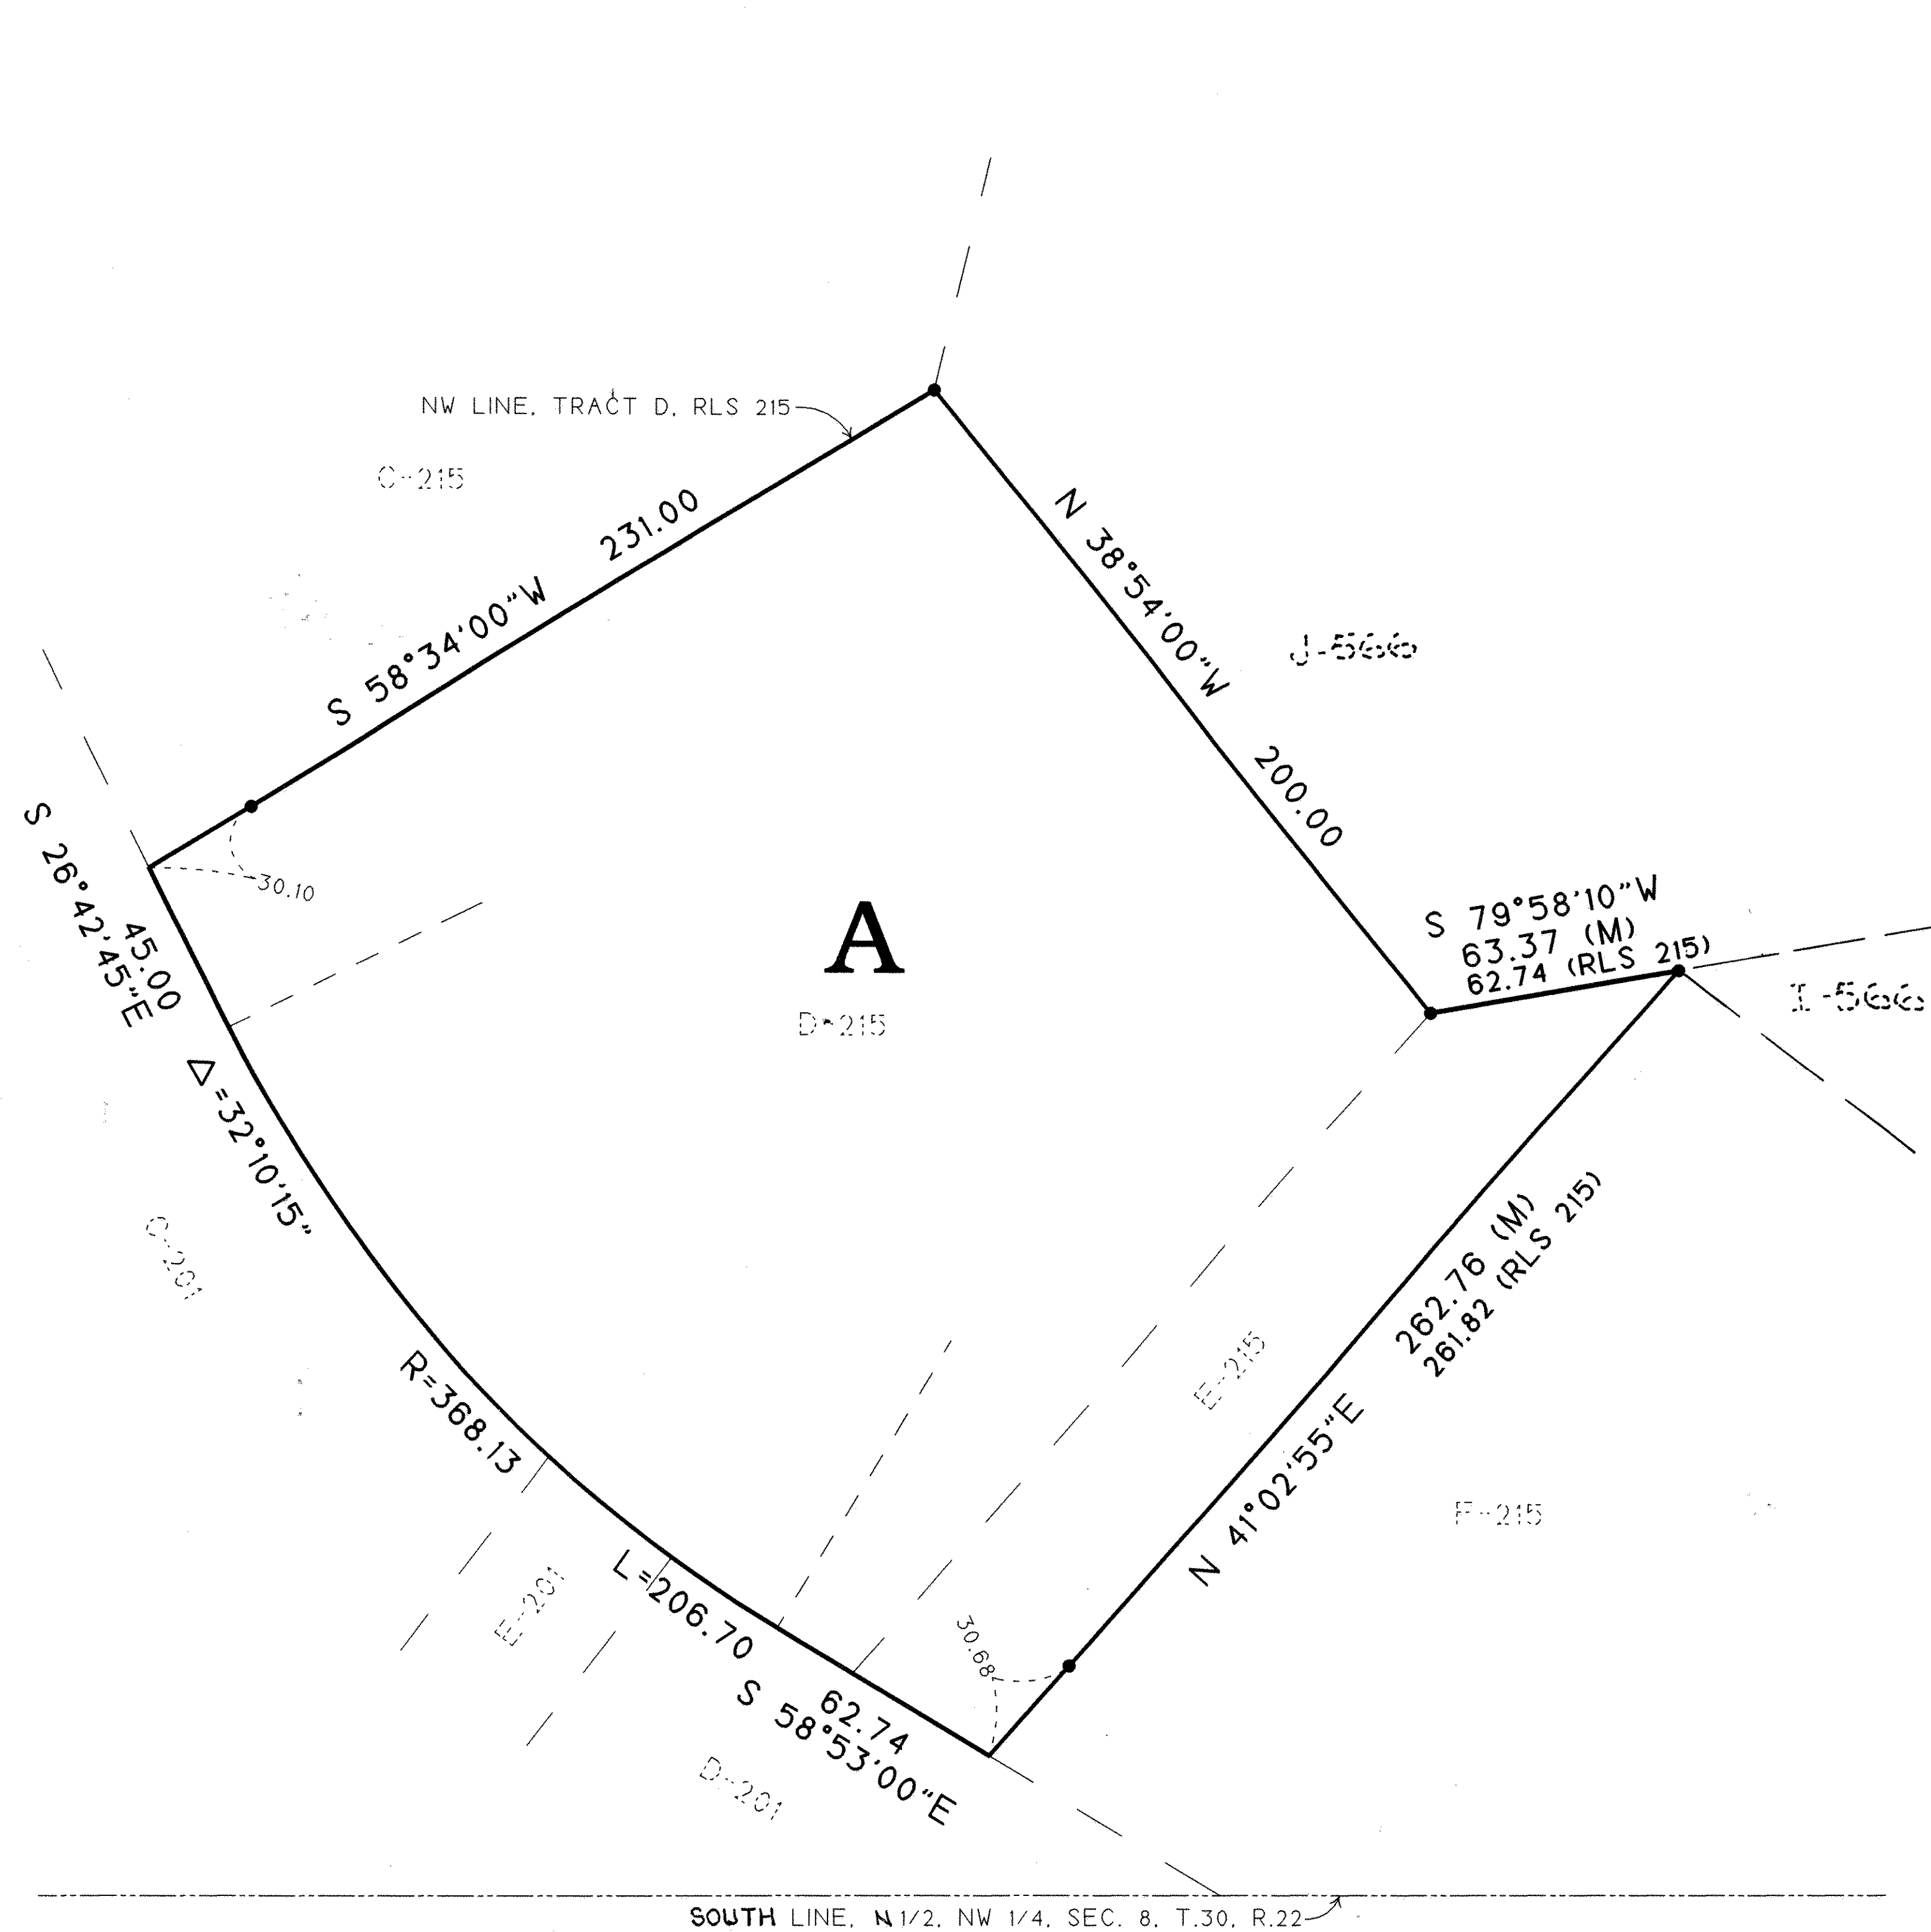 NW LINE, TRACT D, RLS 215
C-215
231.00
S 58°34'00"W
N 38°54'00"W
J-566
200.00
S 26°42'45"E
45.00
30.10
A
D-215
S 79°58'10"W
63.37 (M)
62.74 (RLS 215)
I-566
Δ=32°10'15"
C-201
R=368.13
E-215
262.76 (M)
261.82 (RLS 215)
N 41°02'55"E
F-215
E-201
L=206.70
30.68
62.74
S 58°53'00"E
D-201
SOUTH LINE, N 1/2, NW 1/4, SEC. 8, T.30, R.22